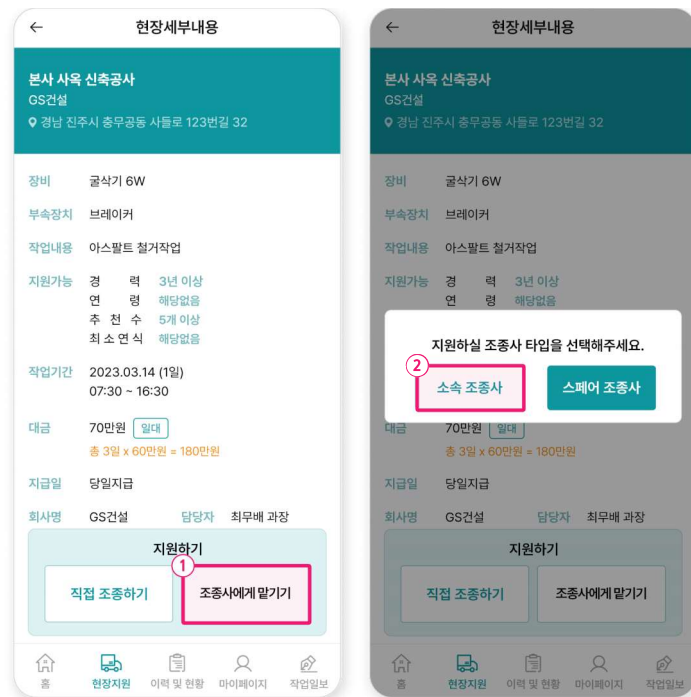 현장세부내용
본사 사옥 신축공사
GS건설
경남 진주시 충무공동 사들로 123번길 32
장비 굴삭기 6W
부속장치 브레이커
작업내용 아스팔트 철거작업
지원가능 경 력 3년 이상
연 령 해당없음
추 천 수 5개 이상
최소연식 해당없음
작업기간 2023.03.14 (1일)
07:30 ~ 16:30
대금 70만원 일대
총 3일 x 60만원 = 180만원
지급일 당일지급
회사명 GS건설 담당자 최무배 과장
지원하기
1
직접 조종하기 조종사에게 맡기기
홈 현장지원 이력 및 현황 마이페이지 작업일보
현장세부내용
본사 사옥 신축공사
GS건설
경남 진주시 충무공동 사들로 123번길 32
장비 굴삭기 6W
부속장치 브레이커
작업내용 아스팔트 철거작업
지원가능 경 력 3년 이상
연 령 해당없음
지원하실 조종사 타입을 선택해주세요.
2
소속 조종사 스페어 조종사
대금 70만원 일대
총 3일 x 60만원 = 180만원
지급일 당일지급
회사명 GS건설 담당자 최무배 과장
지원하기
직접 조종하기 조종사에게 맡기기
홈 현장지원 이력 및 현황 마이페이지 작업일보